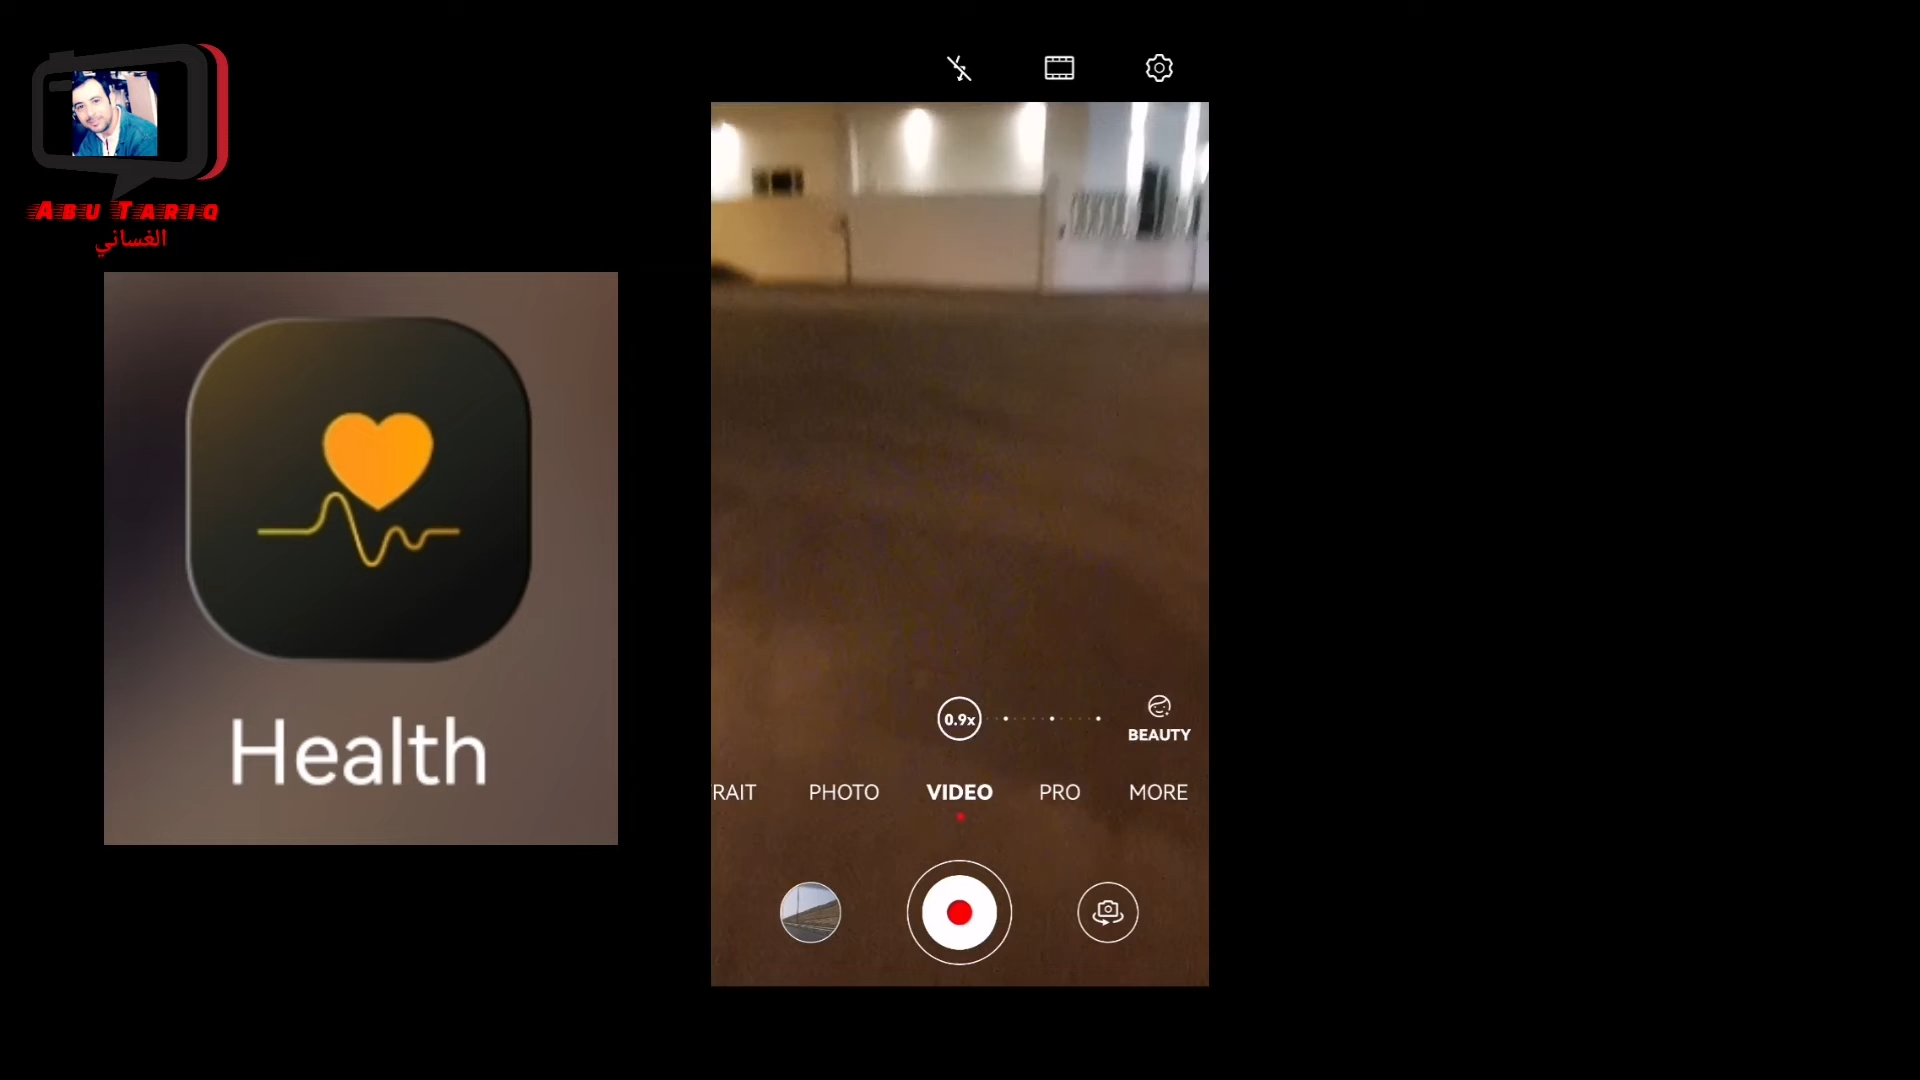 ABU TARIQ
الغساني
Health
0.9x
BEAUTY
RAIT
PHOTO
VIDEO
PRO
MORE